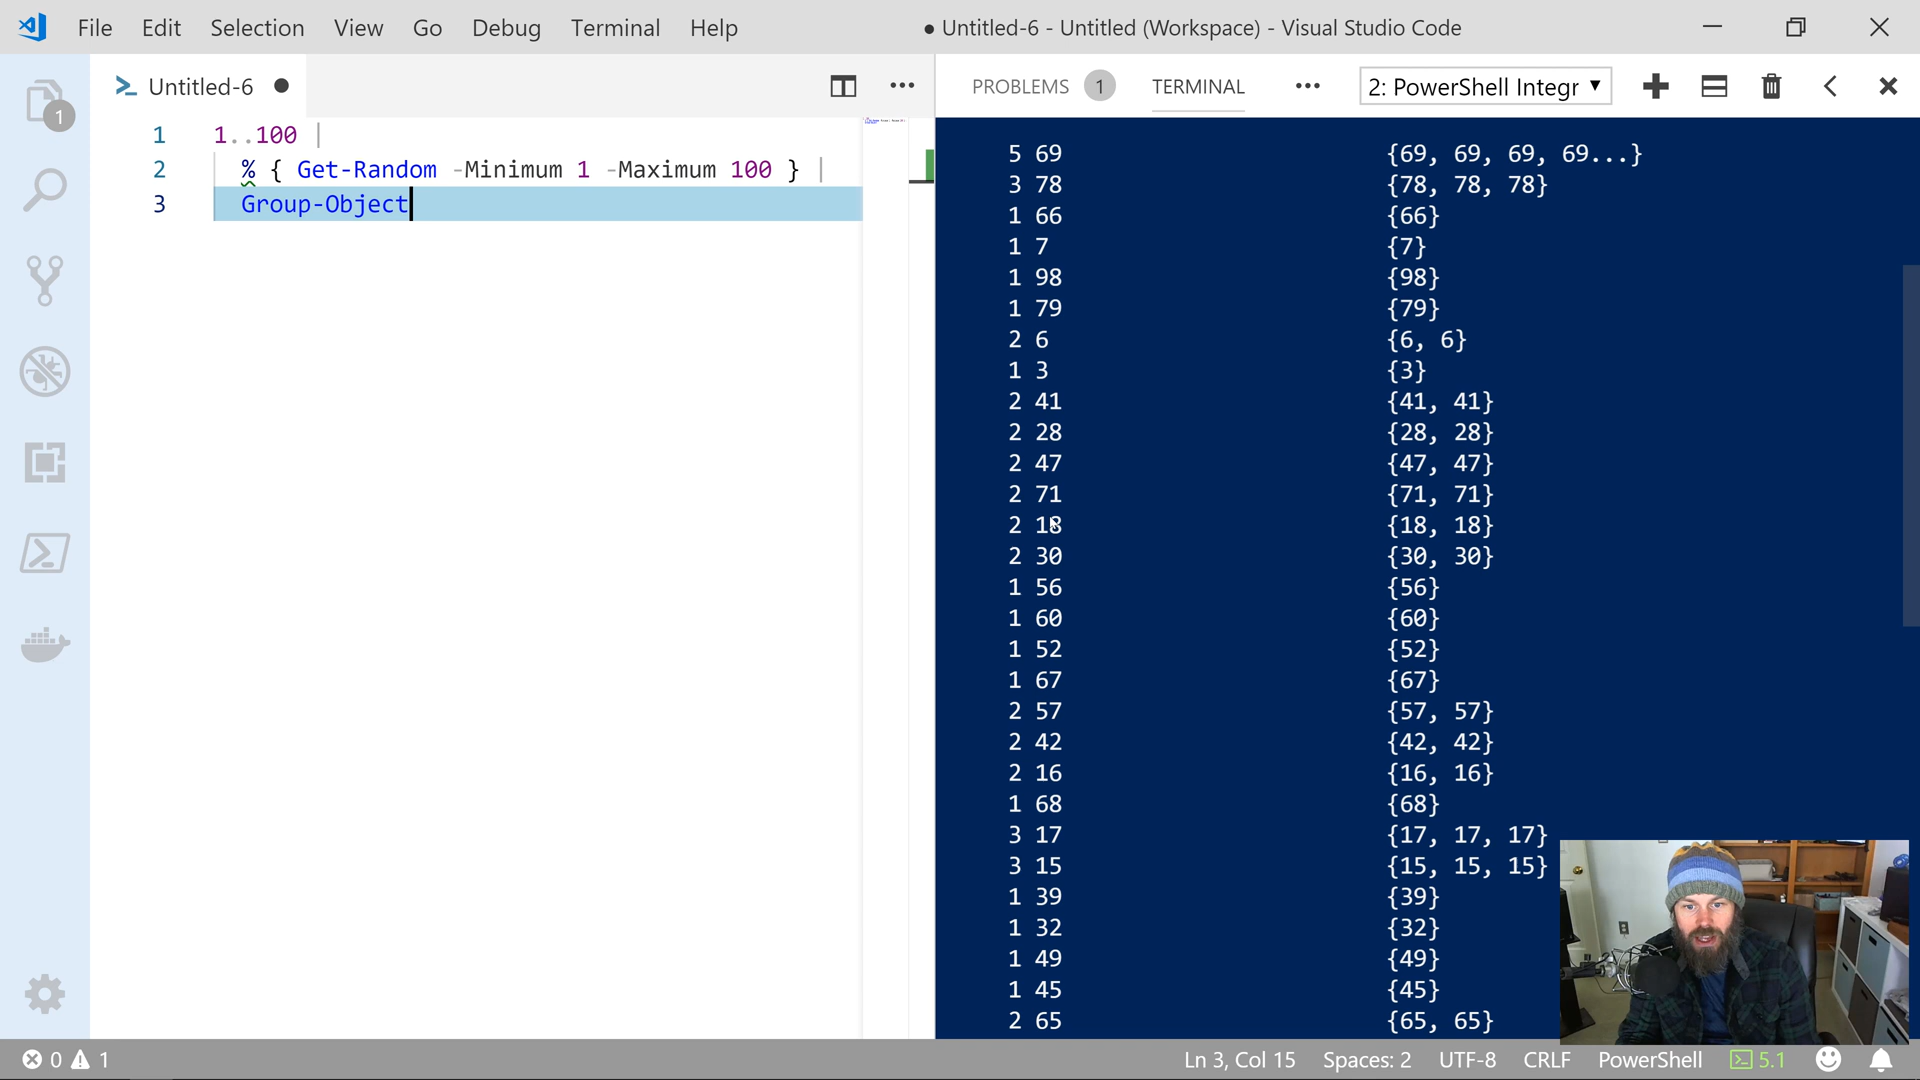 File Edit Selection View Go Debug Terminal Help
● Untitled-6 - Untitled (Workspace) - Visual Studio Code
Untitled-6 ●
1
1 1..100 |
2 % { Get-Random -Minimum 1 -Maximum 100 } |
3 Group-Object
PROBLEMS 1 TERMINAL ... 2: PowerShell Integr
5 69 {69, 69, 69, 69...}
3 78 {78, 78, 78}
1 66 {66}
1 7 {7}
1 98 {98}
1 79 {79}
2 6 {6, 6}
1 3 {3}
2 41 {41, 41}
2 28 {28, 28}
2 47 {47, 47}
2 71 {71, 71}
2 18 {18, 18}
2 30 {30, 30}
1 56 {56}
1 60 {60}
1 52 {52}
1 67 {67}
2 57 {57, 57}
2 42 {42, 42}
2 16 {16, 16}
1 68 {68}
3 17 {17, 17, 17}
3 15 {15, 15, 15}
1 39 {39}
1 32 {32}
1 49 {49}
1 45 {45}
2 65 {65, 65}
0 1 Ln 3, Col 15 Spaces: 2 UTF-8 CRLF PowerShell 5.1